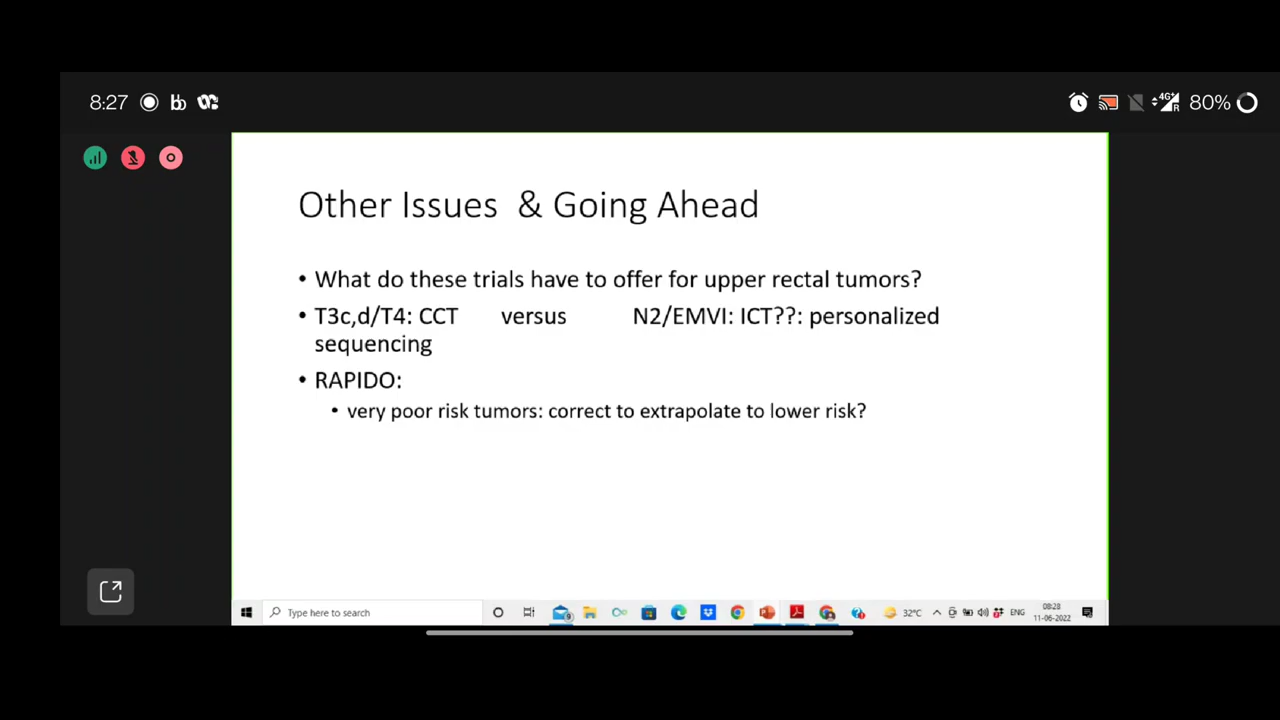 8:27
4G+
R
80%
Other Issues & Going Ahead
• What do these trials have to offer for upper rectal tumors?
• T3c,d/T4: CCT versus N2/EMVI: ICT??: personalized
sequencing
• RAPIDO:
• very poor risk tumors: correct to extrapolate to lower risk?
Type here to search
32°C
ENG
08:28
11-06-2022